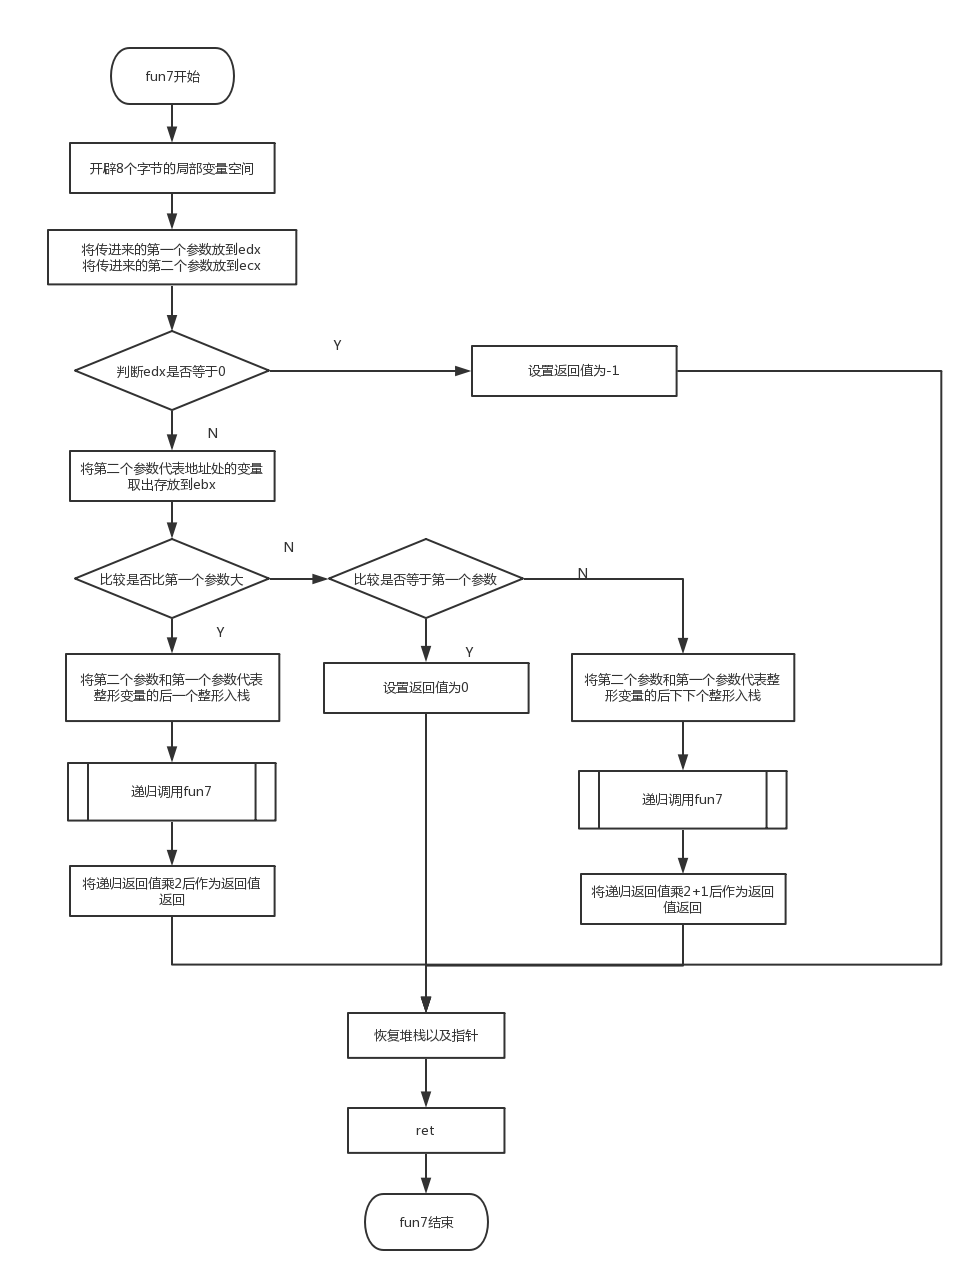 fun7开始
开辟8个字节的局部变量空间
将传进来的第一个参数放到edx
将传进来的第二个参数放到ecx
判断edx是否等于0
Y
设置返回值为-1
N
将第二个参数代表地址处的变量
取出存放到ebx
比较是否比第一个参数大
N
比较是否等于第一个参数
N
Y
将第二个参数和第一个参数代表
整形变量的后一个整形入栈
Y
设置返回值为0
将第二个参数和第一个参数代表整
形变量的后下下个整形入栈
递归调用fun7
递归调用fun7
将递归返回值乘2后作为返回值
返回
将递归返回值乘2+1后作为返回
值返回
恢复堆栈以及指针
ret
fun7结束